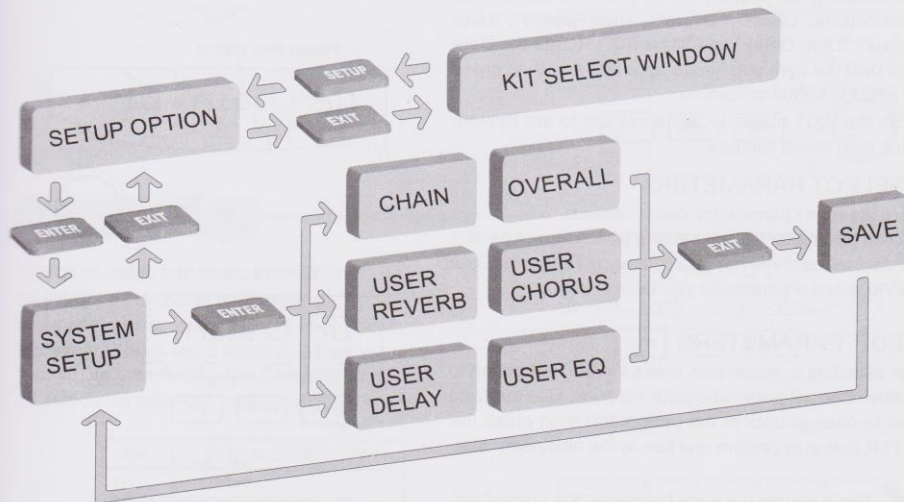 SETUP
KIT SELECT WINDOW
SETUP OPTION
EXIT
CHAIN
OVERALL
ENTER
EXIT
EXIT
SAVE
USER
REVERB
USER
CHORUS
SYSTEM
SETUP
ENTER
USER
DELAY
USER EQ